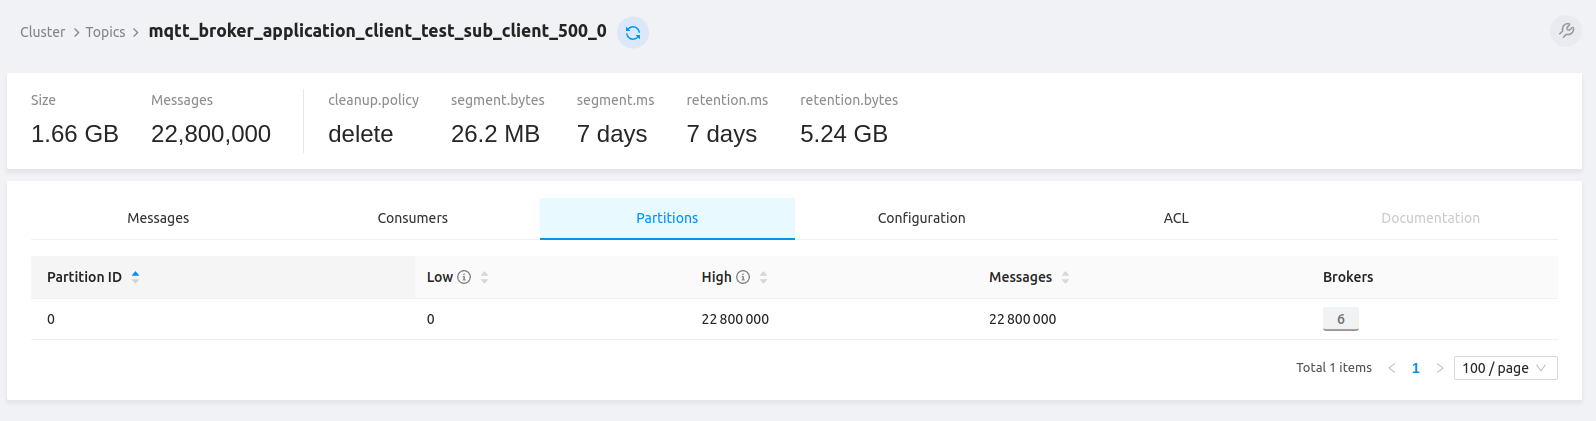 Cluster > Topics > mqtt_broker_application_client_test_sub_client_500_0
Size Messages cleanup.policy segment.bytes segment.ms retention.ms retention.bytes
1.66 GB 22,800,000 delete 26.2 MB 7 days 7 days 5.24 GB
Messages Consumers Partitions Configuration ACL Documentation
Partition ID Low High Messages Brokers
0 0 22 800 000 22 800 000 6
Total 1 items < 1 > 100 / page